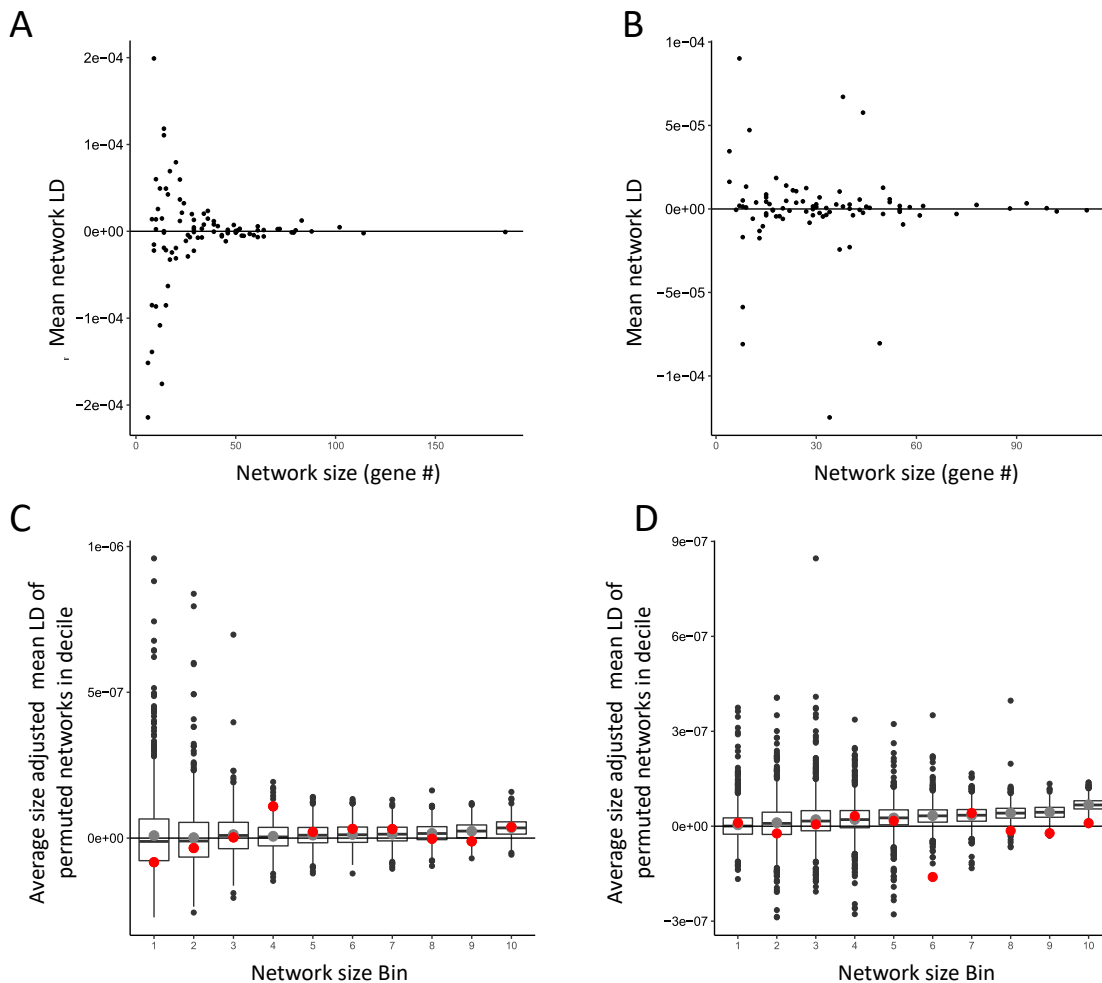 A
B
2e−04
1e−04
0e+00
−1e−04
−2e−04
Mean network LD
0
50
100
150
Network size (gene #)
1e−04
5e−05
0e+00
−5e−05
−1e−04
Mean network LD
0
30
60
90
Network size (gene #)
C
D
1e−06
5e−07
0e+00
Average size adjusted mean LD of
permuted networks in decile
1
2
3
4
5
6
7
8
9
10
Network size Bin
9e−07
6e−07
3e−07
0e+00
−3e−07
Average size adjusted mean LD of
permuted networks in decile
1
2
3
4
5
6
7
8
9
10
Network size Bin